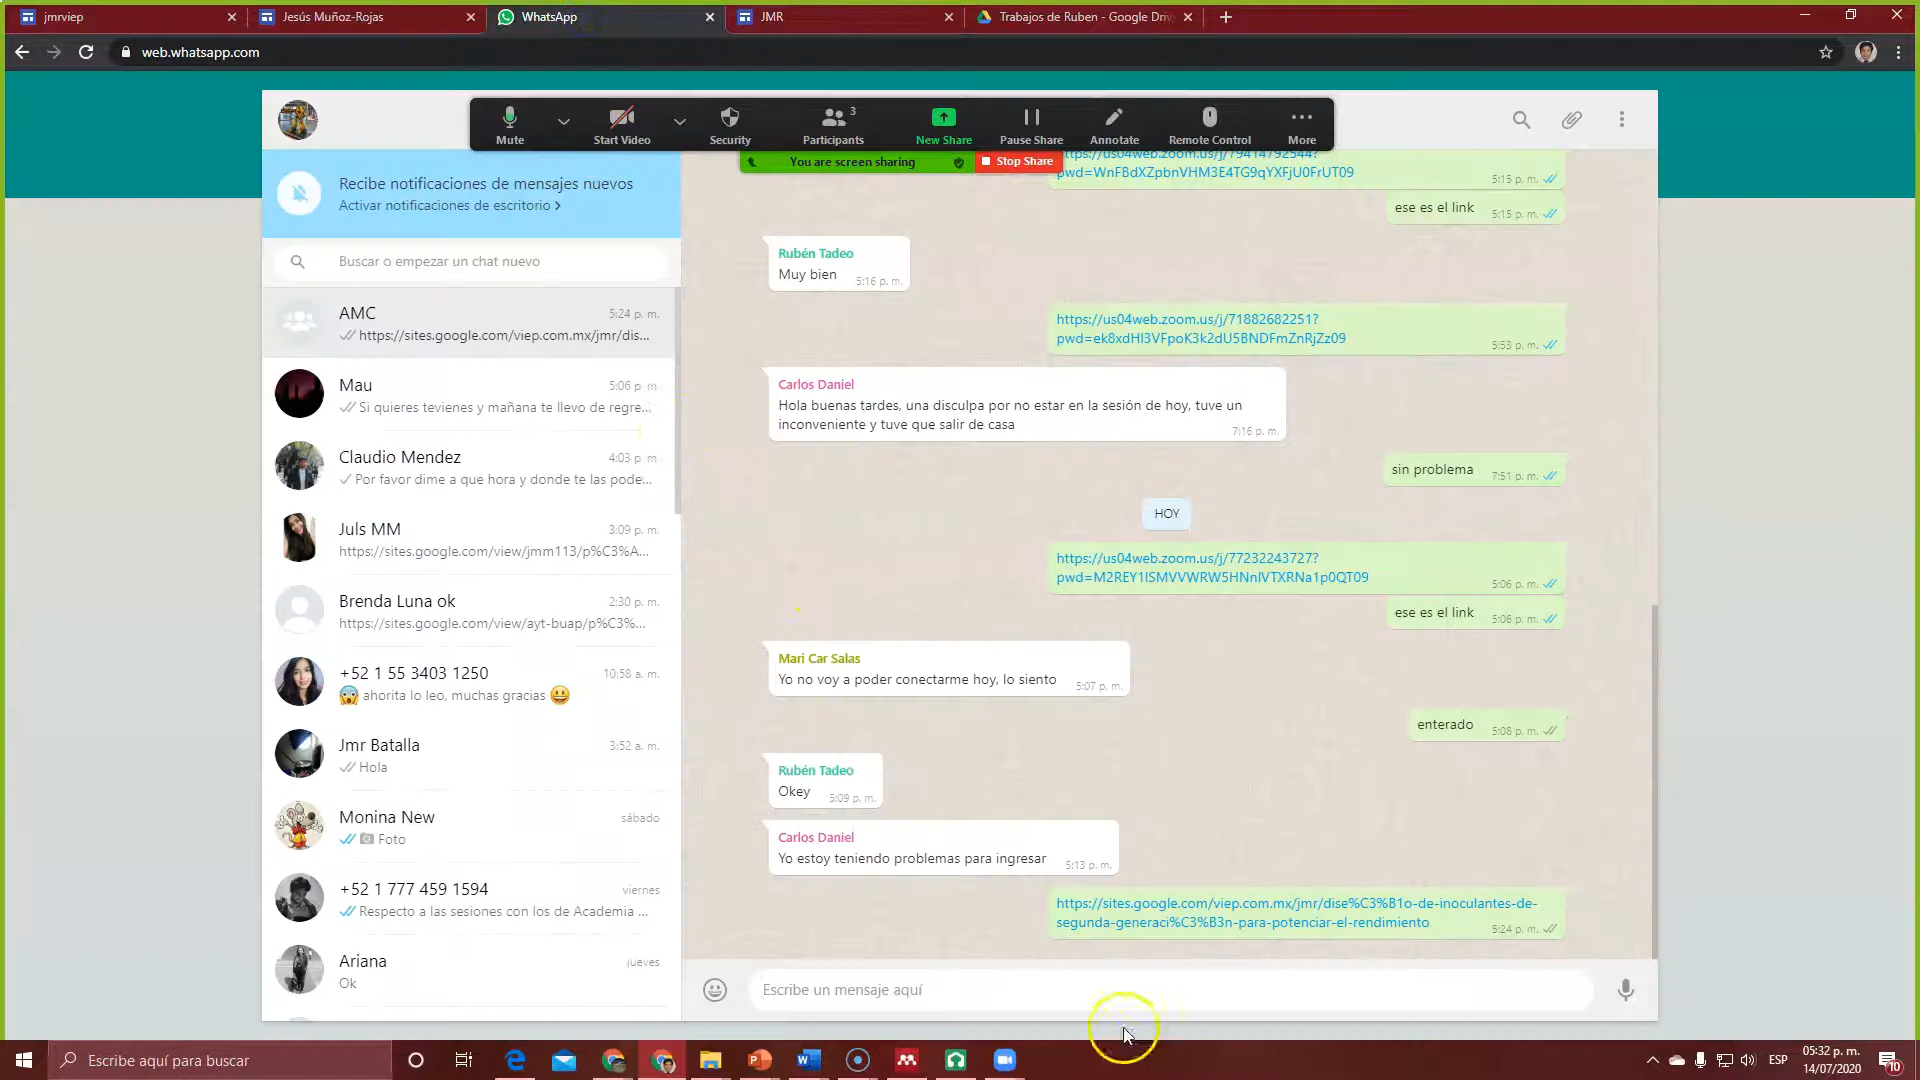 jmrviep
Jesús Muñoz-Rojas
WhatsApp
JMR
Trabajos de Ruben - Google Driv
web.whatsapp.com
Mute
Start Video
Security
Participants
3
New Share
Pause Share
Annotate
Remote Control
More
You are screen sharing
Stop Share
Recibe notificaciones de mensajes nuevos
Activar notificaciones de escritorio >
Buscar o empezar un chat nuevo
AMC
5:24 p. m.
https://sites.google.com/viep.com.mx/jmr/dis...
Mau
5:06 p m
Si quieres tevienes y mañana te llevo de regre...
Claudio Mendez
4:03 p m
Por favor dime a que hora y donde te las pode...
Juls MM
3:09 p. m.
https://sites.google.com/view/jmm113/p%C3%A...
Brenda Luna ok
2:30 p. m.
https://sites.google.com/view/ayt-buap/p%C3%...
+52 1 55 3403 1250
10:58 a. m.
😱 ahorita lo leo, muchas gracias 😀
Jmr Batalla
3:52 a. m.
Hola
Monina New
sábado
Foto
+52 1 777 459 1594
viernes
Respecto a las sesiones con los de Academia ...
Ariana
jueves
Ok
https://us04web.zoom.us/j/79414792544?
pwd=WnFBdXZpbnVHM3E4TG9qYXFjU0FrUT09
5:15 p. m.
ese es el link
5:15 p. m.
Rubén Tadeo
Muy bien
5:16 p. m.
https://us04web.zoom.us/j/71882682251?
pwd=ek8xdHl3VFpoK3k2dU5BNDFmZnRjZz09
5:53 p. m.
Carlos Daniel
Hola buenas tardes, una disculpa por no estar en la sesión de hoy, tuve un
inconveniente y tuve que salir de casa
7:16 p. m.
sin problema
7:51 p. m.
HOY
https://us04web.zoom.us/j/77232243727?
pwd=M2REY1lSMVVWRW5HNnlVTXRNa1p0QT09
5:06 p. m.
ese es el link
5:06 p. m.
Mari Car Salas
Yo no voy a poder conectarme hoy, lo siento
5:07 p. m.
enterado
5:08 p. m.
Rubén Tadeo
Okey
5:09 p. m.
Carlos Daniel
Yo estoy teniendo problemas para ingresar
5:13 p. m.
https://sites.google.com/viep.com.mx/jmr/dise%C3%B1o-de-inoculantes-de-
segunda-generaci%C3%B3n-para-potenciar-el-rendimiento
5:24 p. m.
Escribe un mensaje aquí
Escribe aquí para buscar
ESP
05:32 p. m.
14/07/2020
10